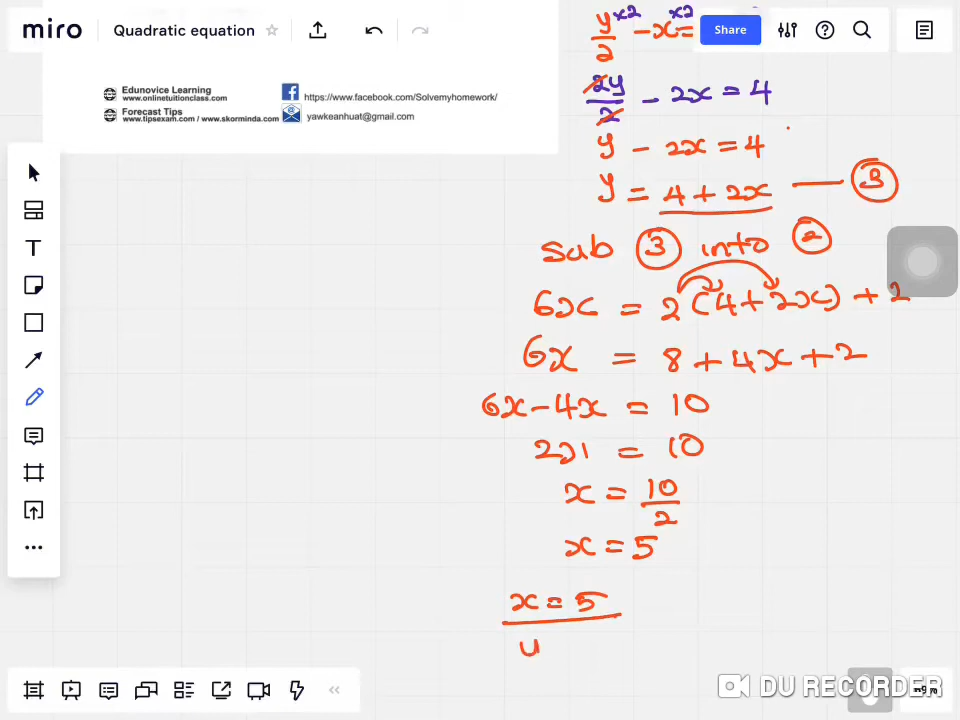 miro
Quadratic equation
Share
Edunovice Learning
www.onlinetuitionclass.com
https://www.facebook.com/Solvemyhomework/
Forecast Tips
www.tipsexam.com / www.skorminda.com
yawkeanhuat@gmail.com
T
y×2/2 - x×2 =
2y/2 - 2x = 4
y - 2x = 4
y = 4 + 2x — 3
sub 3 into 2
6x = 2(4+2x) + 2
6x = 8 + 4x + 2
6x - 4x = 10
2x = 10
x = 10/2
x = 5
x = 5
DU RECORDER